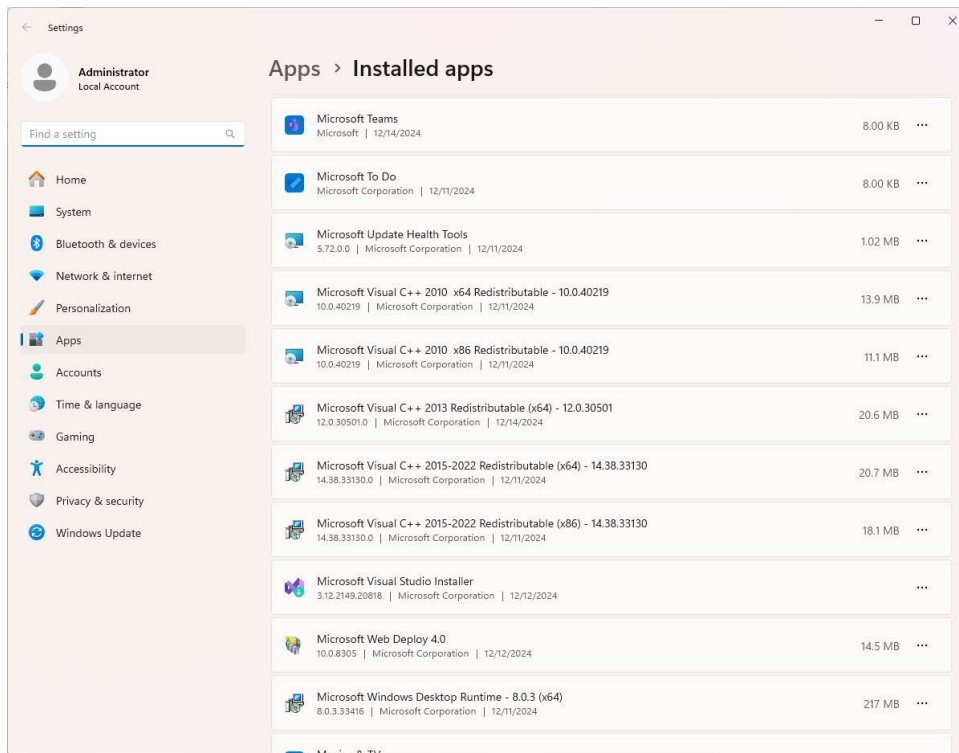 Settings
Administrator
Local Account
Find a setting
Home
System
Bluetooth & devices
Network & internet
Personalization
Apps
Accounts
Time & language
Gaming
Accessibility
Privacy & security
Windows Update
Apps > Installed apps
Microsoft Teams
Microsoft | 12/14/2024
8.00 KB
Microsoft To Do
Microsoft Corporation | 12/11/2024
8.00 KB
Microsoft Update Health Tools
5.72.0.0 | Microsoft Corporation | 12/11/2024
1.02 MB
Microsoft Visual C++ 2010 x64 Redistributable - 10.0.40219
10.0.40219 | Microsoft Corporation | 12/11/2024
13.9 MB
Microsoft Visual C++ 2010 x86 Redistributable - 10.0.40219
10.0.40219 | Microsoft Corporation | 12/11/2024
11.1 MB
Microsoft Visual C++ 2013 Redistributable (x64) - 12.0.30501
12.0.30501.0 | Microsoft Corporation | 12/14/2024
20.6 MB
Microsoft Visual C++ 2015-2022 Redistributable (x64) - 14.38.33130
14.38.33130.0 | Microsoft Corporation | 12/11/2024
20.7 MB
Microsoft Visual C++ 2015-2022 Redistributable (x86) - 14.38.33130
14.38.33130.0 | Microsoft Corporation | 12/11/2024
18.1 MB
Microsoft Visual Studio Installer
3.12.2149.20818 | Microsoft Corporation | 12/12/2024
Microsoft Web Deploy 4.0
10.0.8305 | Microsoft Corporation | 12/12/2024
14.5 MB
Microsoft Windows Desktop Runtime - 8.0.3 (x64)
8.0.3.33416 | Microsoft Corporation | 12/11/2024
217 MB